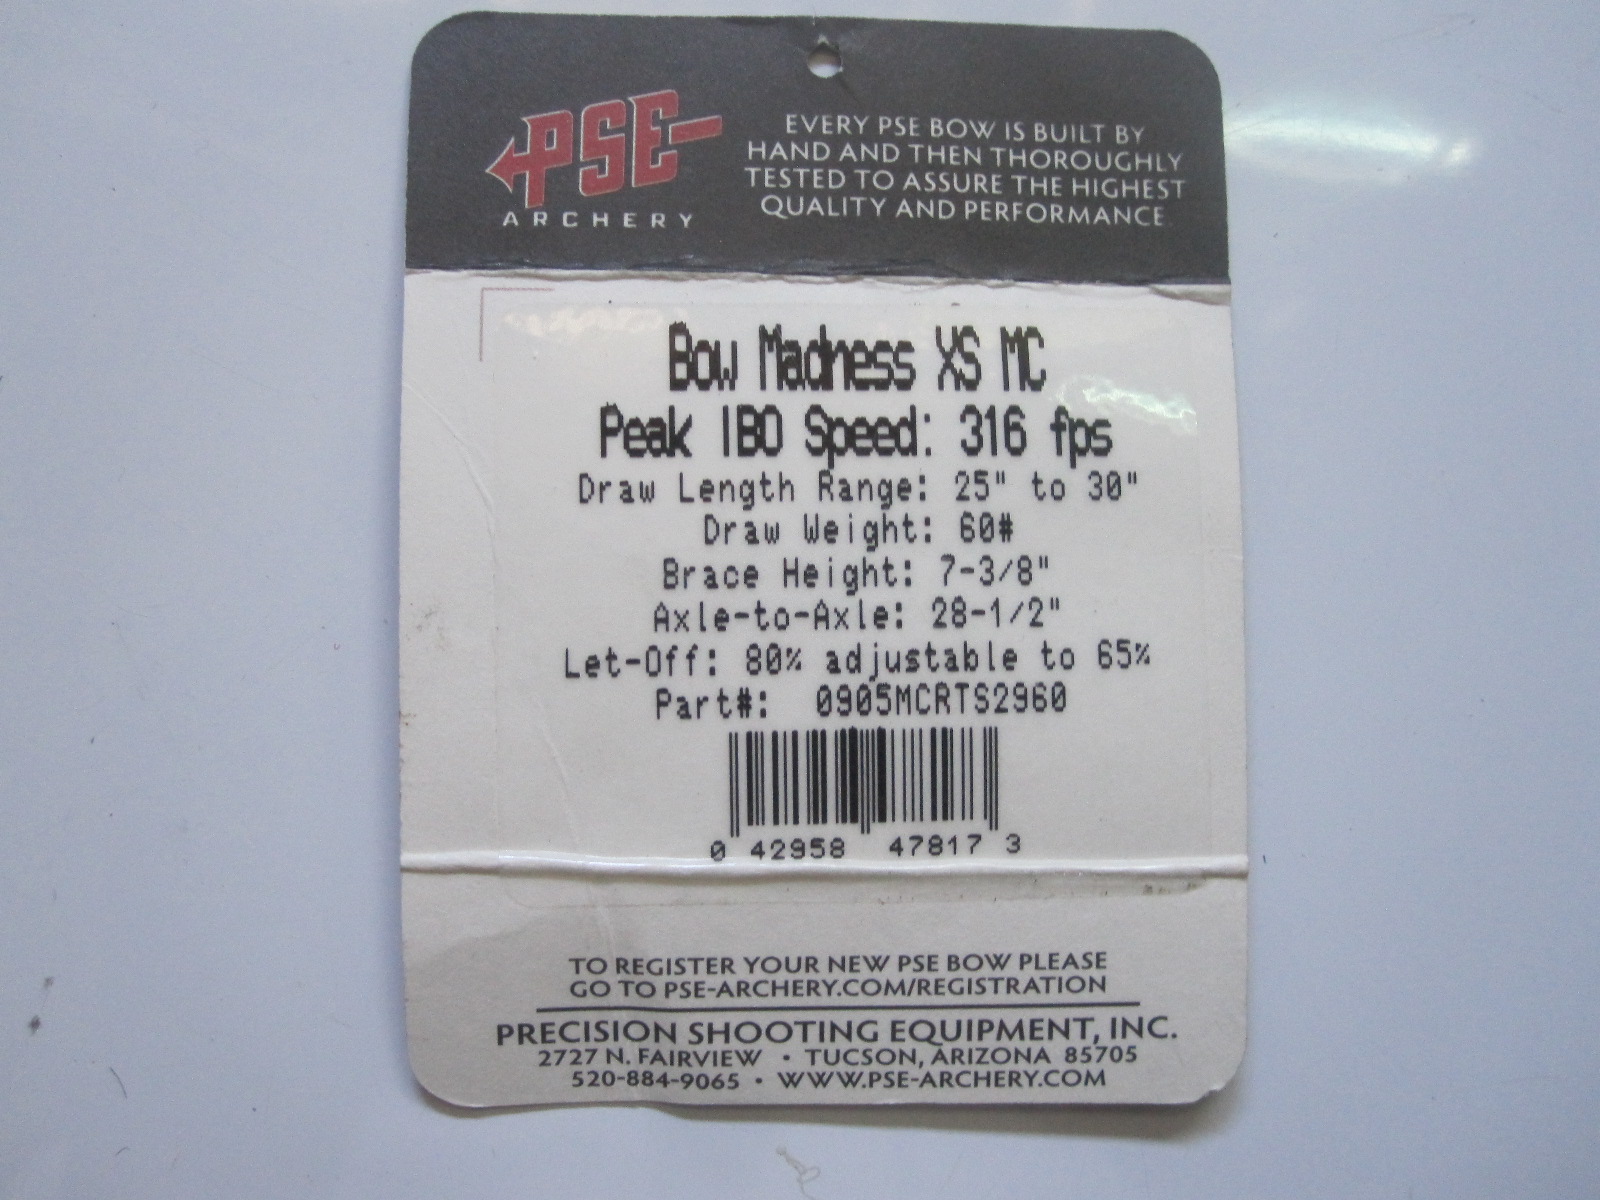 PSE
ARCHERY
EVERY PSE BOW IS BUILT BY
HAND AND THEN THOROUGHLY
TESTED TO ASSURE THE HIGHEST
QUALITY AND PERFORMANCE.
Bow Madness XS MC
Peak IBO Speed: 316 fps
Draw Length Range: 25" to 30"
Draw Weight: 60#
Brace Height: 7-3/8"
Axle-to-Axle: 28-1/2"
Let-Off: 80% adjustable to 65%
Part#: 0905MCRTS2960
0 42958 47817 3
TO REGISTER YOUR NEW PSE BOW PLEASE
GO TO PSE-ARCHERY.COM/REGISTRATION
PRECISION SHOOTING EQUIPMENT, INC.
2727 N. FAIRVIEW • TUCSON, ARIZONA 85705
520-884-9065 • WWW.PSE-ARCHERY.COM